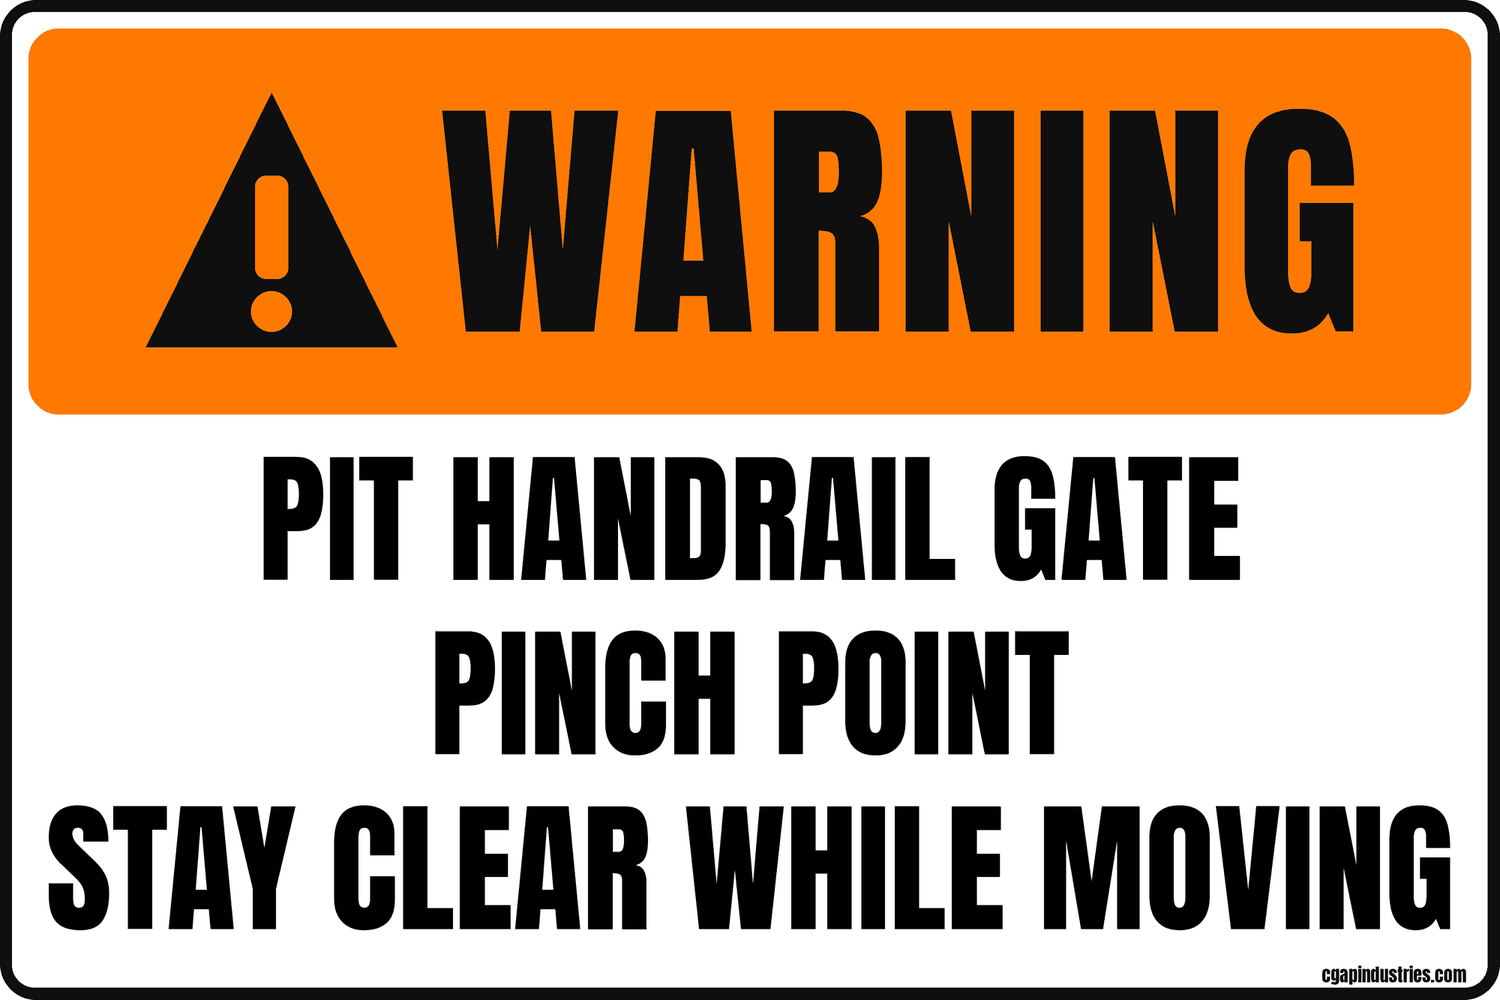 WARNING
PIT HANDRAIL GATE
PINCH POINT
STAY CLEAR WHILE MOVING
cgapindustries.com